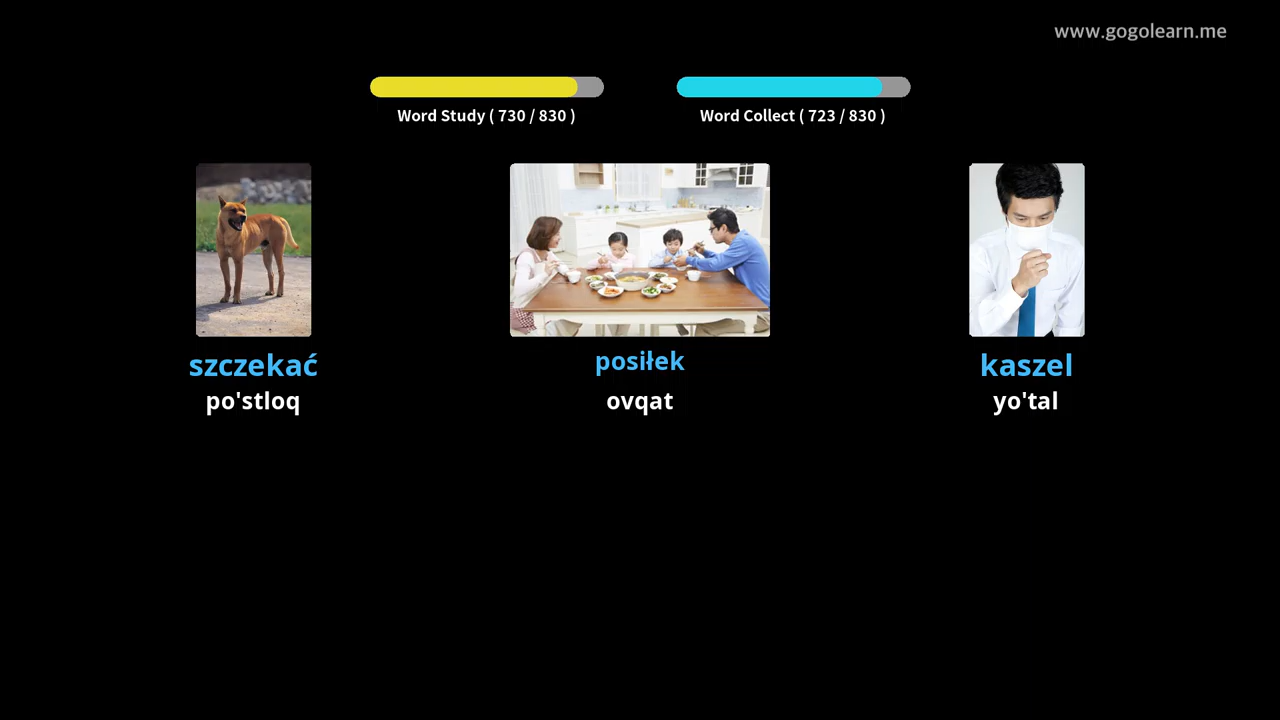 www.gogolearn.me
Word Study ( 730 / 830 )
Word Collect ( 723 / 830 )
szczekać
posiłek
kaszel
po'stloq
ovqat
yo'tal